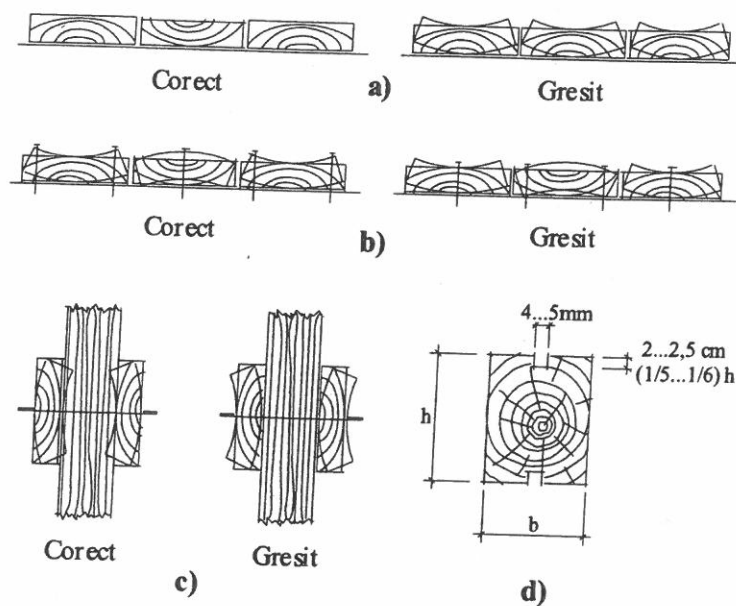 Corect
a)
Gresit
Corect
b)
Gresit
4...5mm
2...2,5 cm
(1/5...1/6) h
h
b
Corect
Gresit
c)
d)